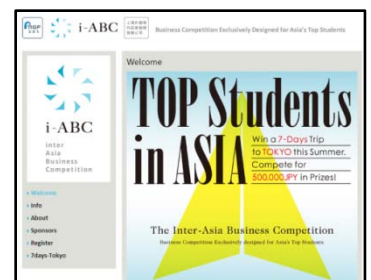 i-ABC
Business Competition Exclusively Designed for Asia's Top Students
i-ABC
Inter
Asia
Business
Competition
Welcome
Info
About
Sponsors
Register
7days-Tokyo
Welcome
TOP Students
in ASIA
Win a 7-Days Trip
to TOKYO this Summer.
Compete for
500.000JPY in Prizes!
The Inter-Asia Business Competition
Business Competition Exclusively designed for Asia's Top Students.